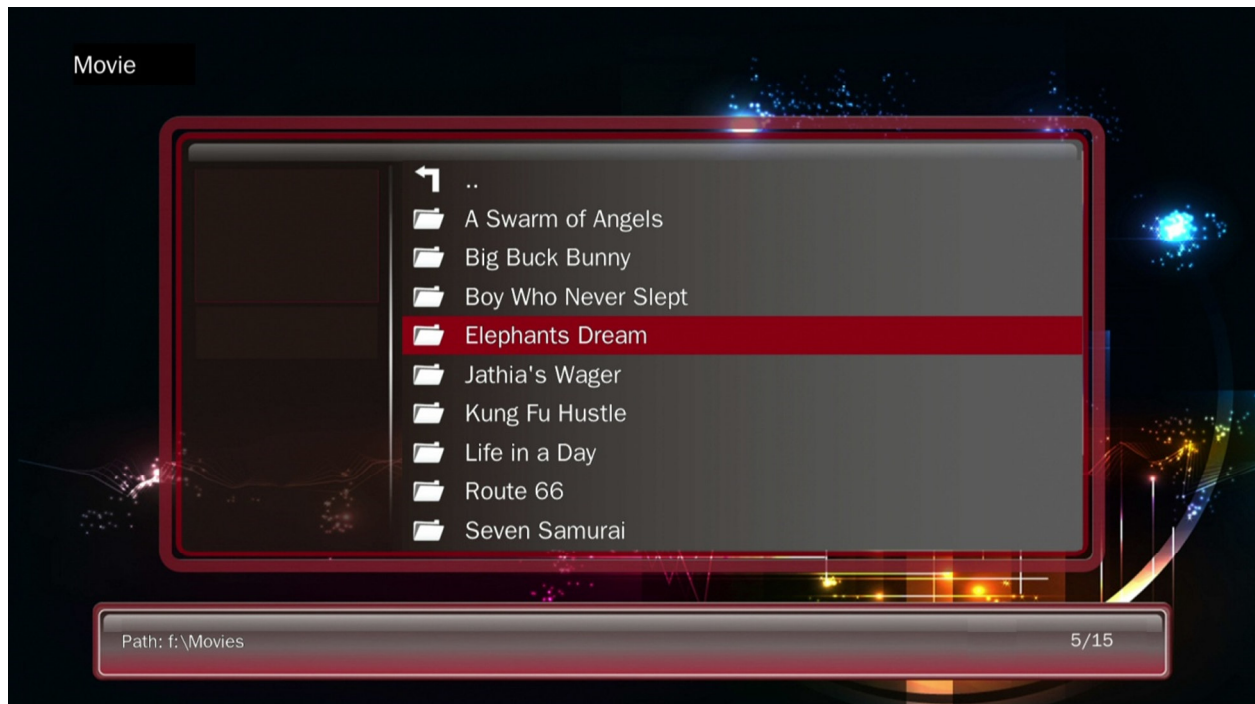 Movie
..
A Swarm of Angels
Big Buck Bunny
Boy Who Never Slept
Elephants Dream
Jathia's Wager
Kung Fu Hustle
Life in a Day
Route 66
Seven Samurai
Path: f:\Movies
5/15